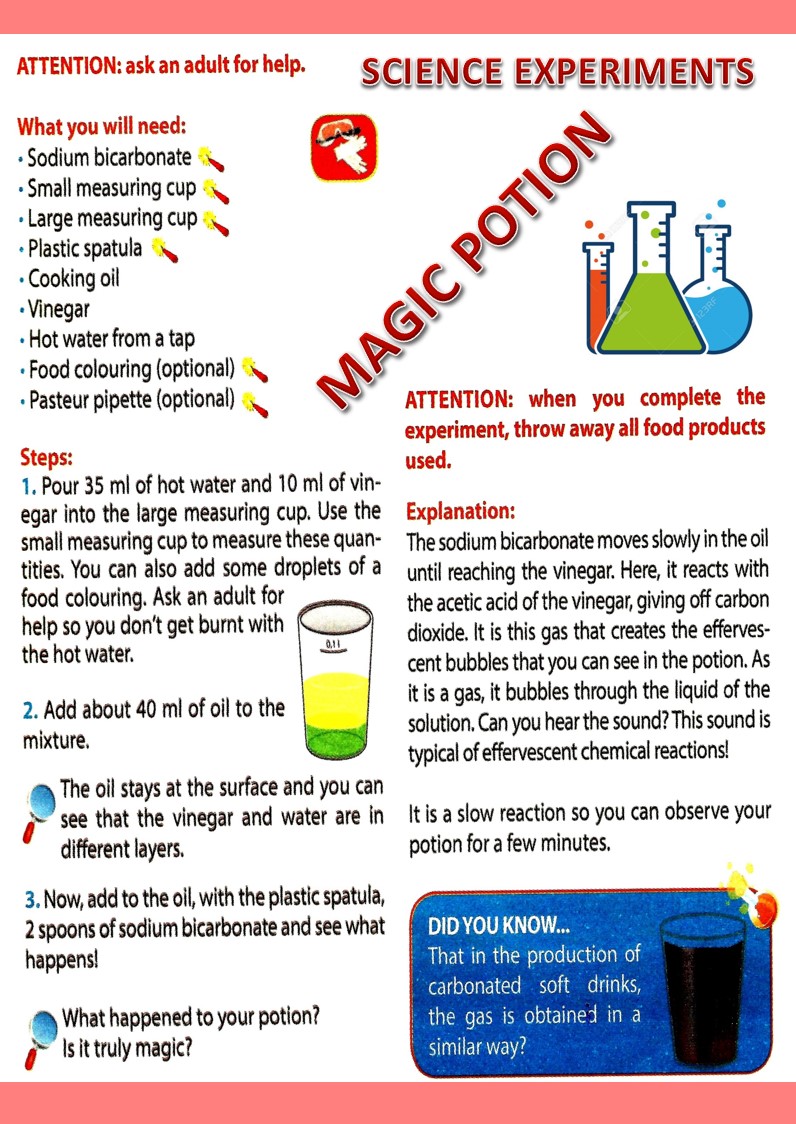 ATTENTION: ask an adult for help.
SCIENCE EXPERIMENTS
What you will need:
• Sodium bicarbonate
• Small measuring cup
• Large measuring cup
• Plastic spatula
• Cooking oil
• Vinegar
• Hot water from a tap
• Food colouring (optional)
• Pasteur pipette (optional)
MAGIC POTION
Steps:
1. Pour 35 ml of hot water and 10 ml of vin-
egar into the large measuring cup. Use the
small measuring cup to measure these quan-
tities. You can also add some droplets of a
food colouring. Ask an adult for
help so you don't get burnt with
the hot water.
0,1 l
2. Add about 40 ml of oil to the
mixture.
The oil stays at the surface and you can
see that the vinegar and water are in
different layers.
3. Now, add to the oil, with the plastic spatula,
2 spoons of sodium bicarbonate and see what
happens!
What happened to your potion?
Is it truly magic?
123RF
ATTENTION: when you complete the
experiment, throw away all food products
used.
Explanation:
The sodium bicarbonate moves slowly in the oil
until reaching the vinegar. Here, it reacts with
the acetic acid of the vinegar, giving off carbon
dioxide. It is this gas that creates the efferves-
cent bubbles that you can see in the potion. As
it is a gas, it bubbles through the liquid of the
solution. Can you hear the sound? This sound is
typical of effervescent chemical reactions!
It is a slow reaction so you can observe your
potion for a few minutes.
DID YOU KNOW...
That in the production of
carbonated soft drinks,
the gas is obtained in a
similar way?